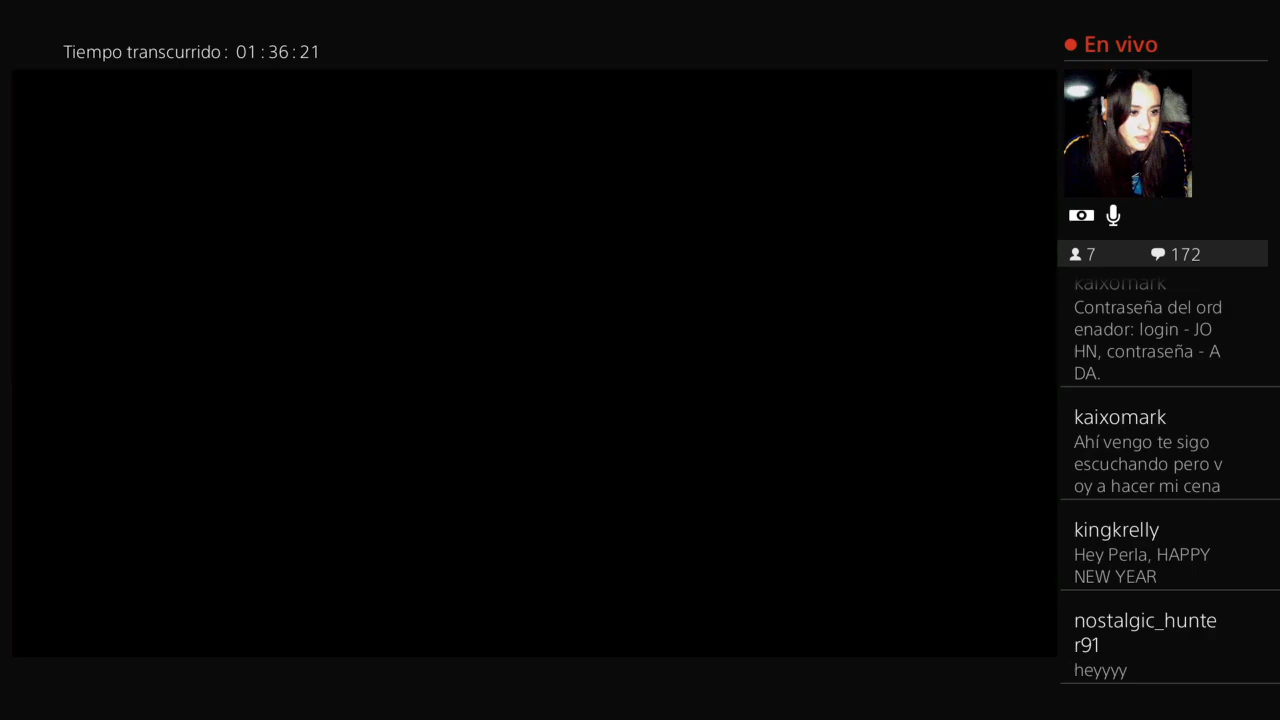 Tiempo transcurrido: 01:36:21
En vivo
7
172
kaixomark
Contraseña del ord
enador: login - JO
HN, contraseña - A
DA.
kaixomark
Ahí vengo te sigo
escuchando pero v
oy a hacer mi cena
kingkrelly
Hey Perla, HAPPY
NEW YEAR
nostalgic_hunte
r91
heyyyy